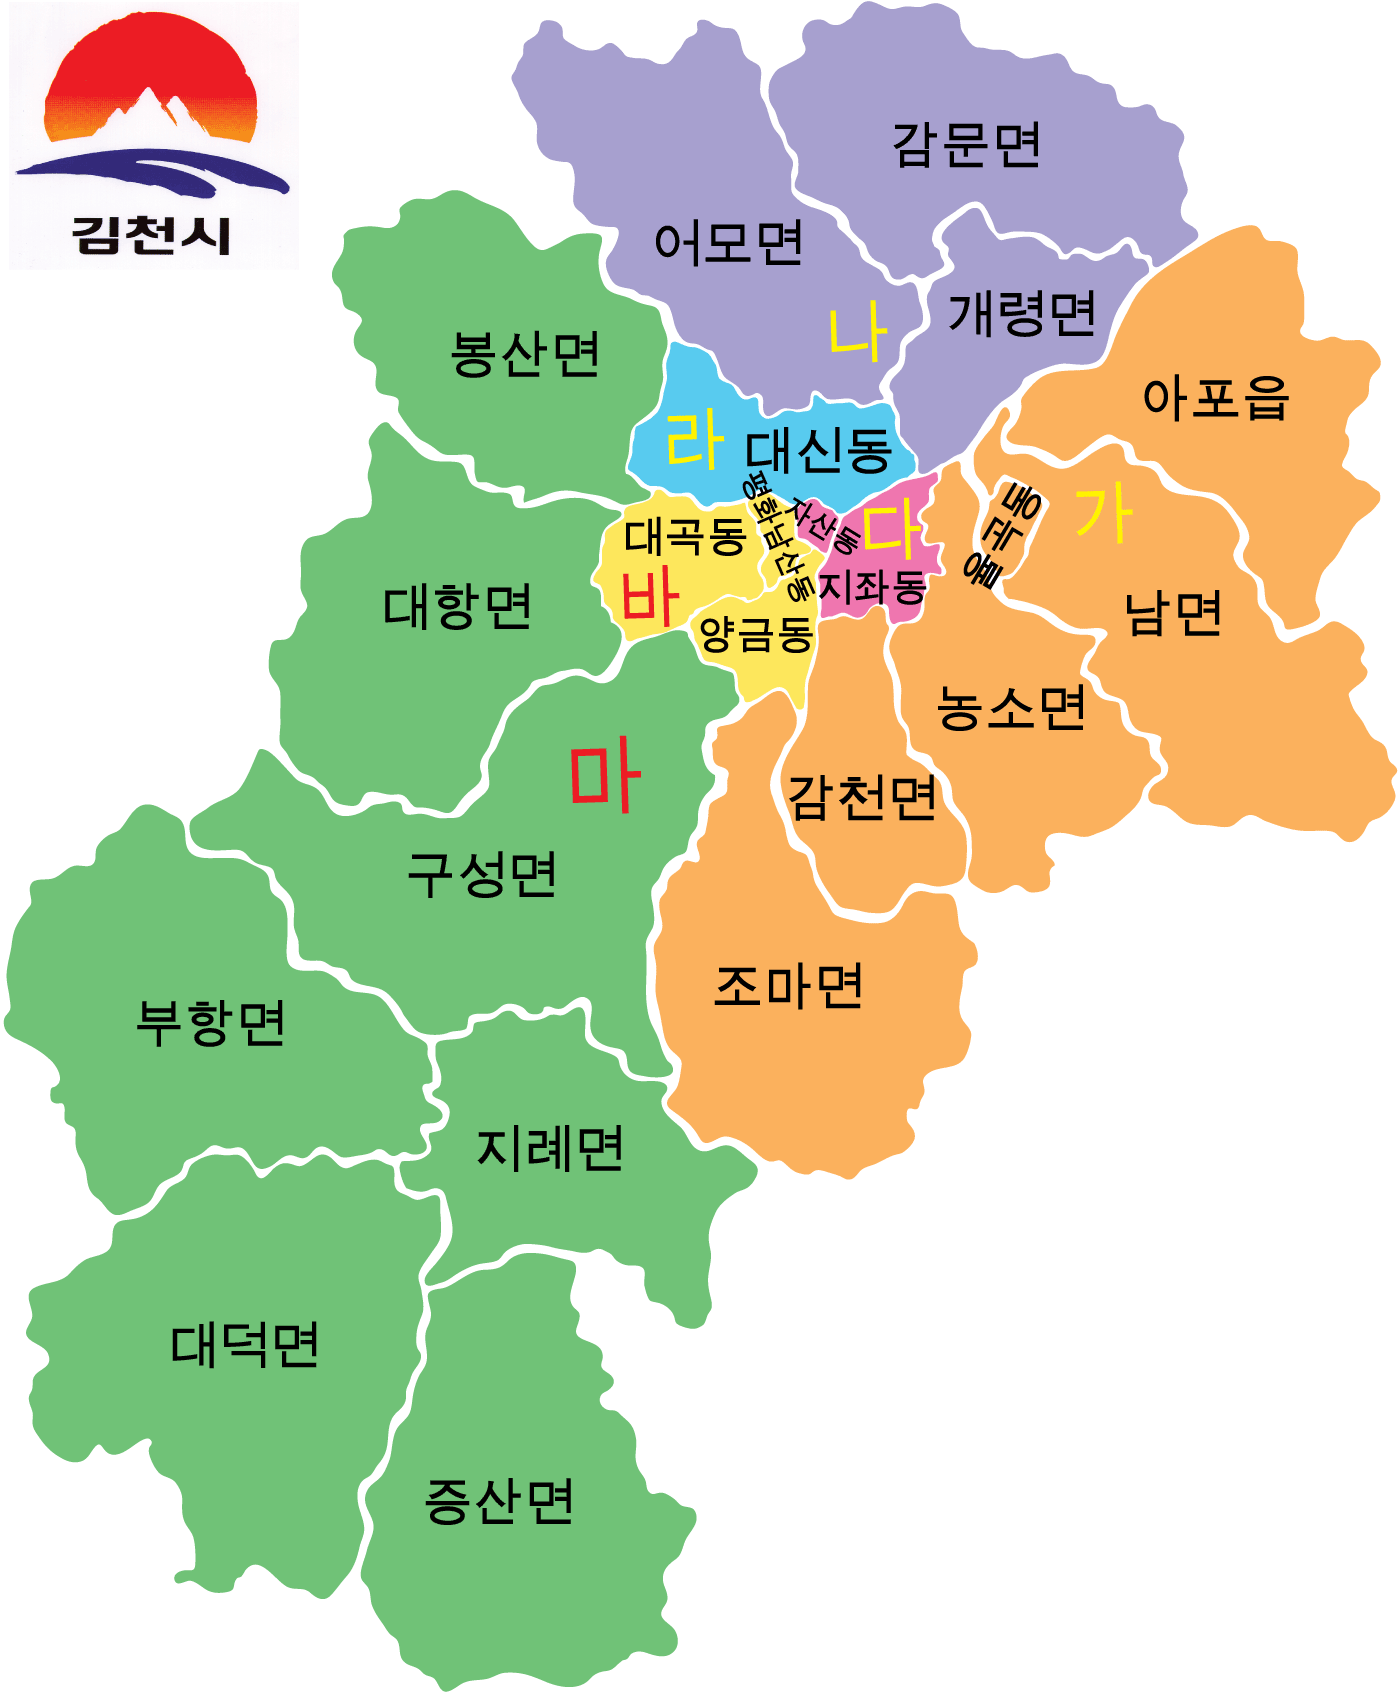 김천시
감문면
어모면
개령면
나
봉산면
아포읍
라
대신동
평화남산동
자산동
다
가
율곡동
대곡동
지좌동
바
대항면
양금동
남면
농소면
마
감천면
구성면
조마면
부항면
지례면
대덕면
증산면